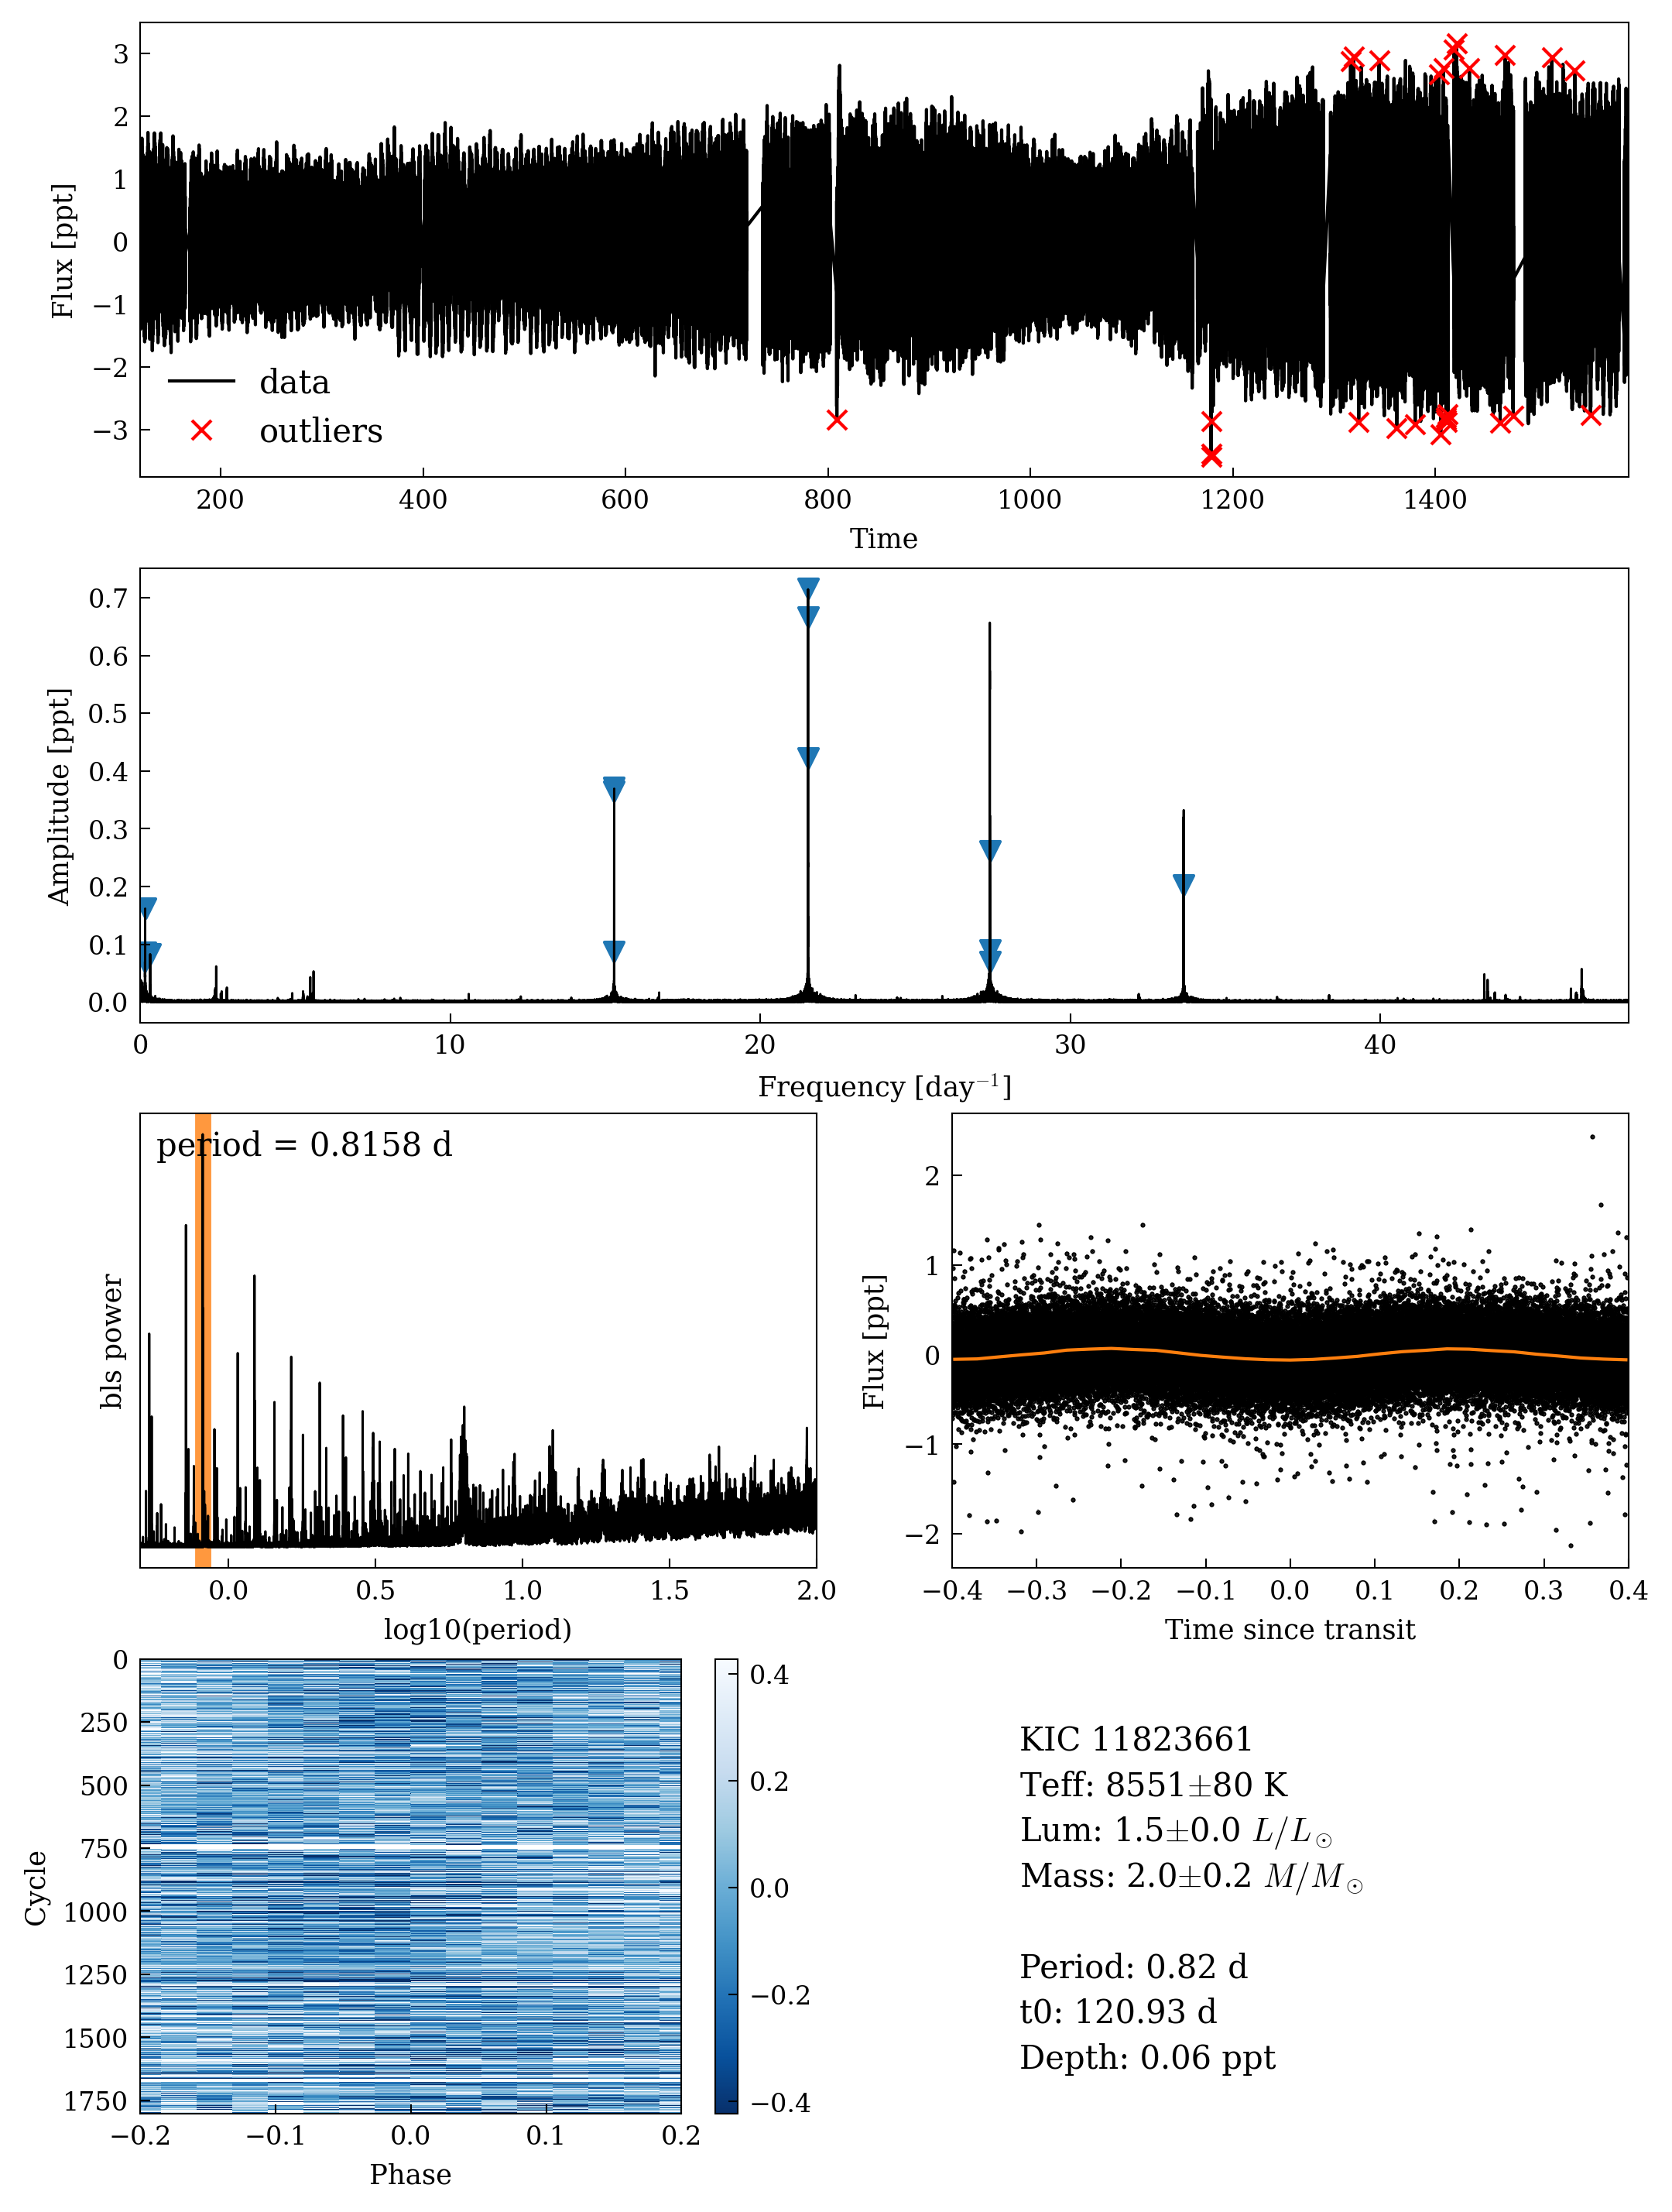 3
2
1
0
−1
−2
−3
Flux [ppt]
data
outliers
200 400 600 800 1000 1200 1400
Time
0.7
0.6
0.5
0.4
0.3
0.2
0.1
0.0
Amplitude [ppt]
0 10 20 30 40
Frequency [day⁻¹]
period = 0.8158 d
bls power
0.0 0.5 1.0 1.5 2.0
log10(period)
2
1
0
−1
−2
Flux [ppt]
−0.4 −0.3 −0.2 −0.1 0.0 0.1 0.2 0.3 0.4
Time since transit
0
250
500
750
1000
1250
1500
1750
Cycle
−0.2 −0.1 0.0 0.1 0.2
Phase
0.4
0.2
0.0
−0.2
−0.4
KIC 11823661
Teff: 8551±80 K
Lum: 1.5±0.0 L/L☉
Mass: 2.0±0.2 M/M☉
Period: 0.82 d
t0: 120.93 d
Depth: 0.06 ppt